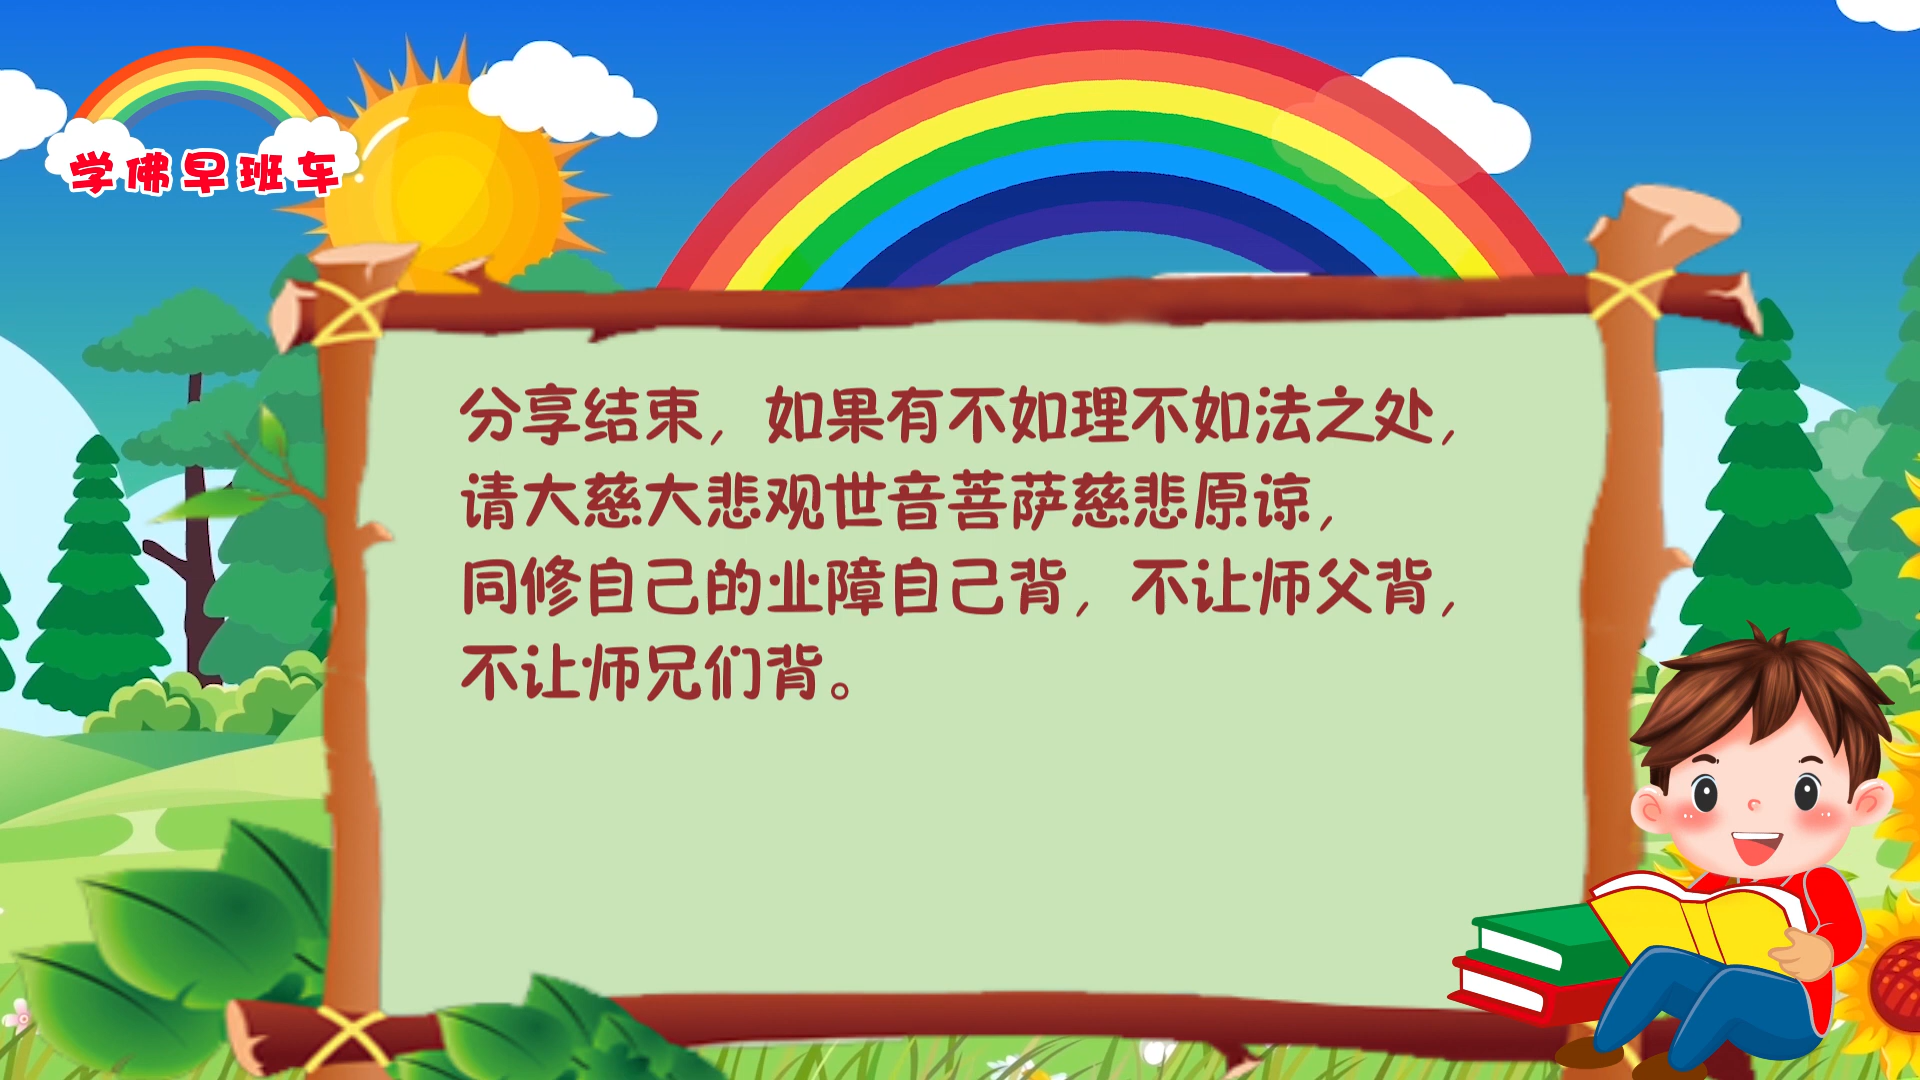 学佛早班车
分享结束，如果有不如理不如法之处，
请大慈大悲观世音菩萨慈悲原谅，
同修自己的业障自己背，不让师父背，
不让师兄们背。